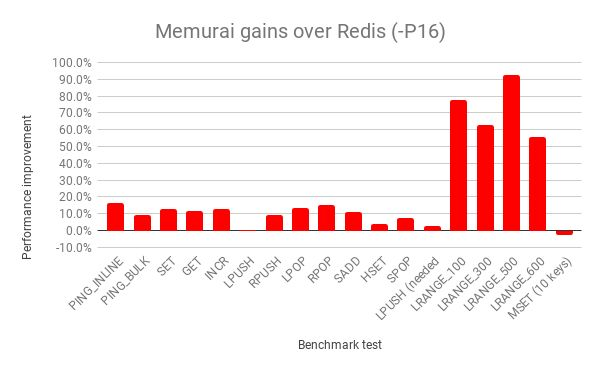 Memurai gains over Redis (-P16)
Performance improvement
100.0%
90.0%
80.0%
70.0%
60.0%
50.0%
40.0%
30.0%
20.0%
10.0%
0.0%
-10.0%
PING_INLINE
PING_BULK
SET
GET
INCR
LPUSH
RPUSH
LPOP
RPOP
SADD
HSET
SPOP
LPUSH (needed
LRANGE_100
LRANGE_300
LRANGE_500
LRANGE_600
MSET (10 keys)
Benchmark test